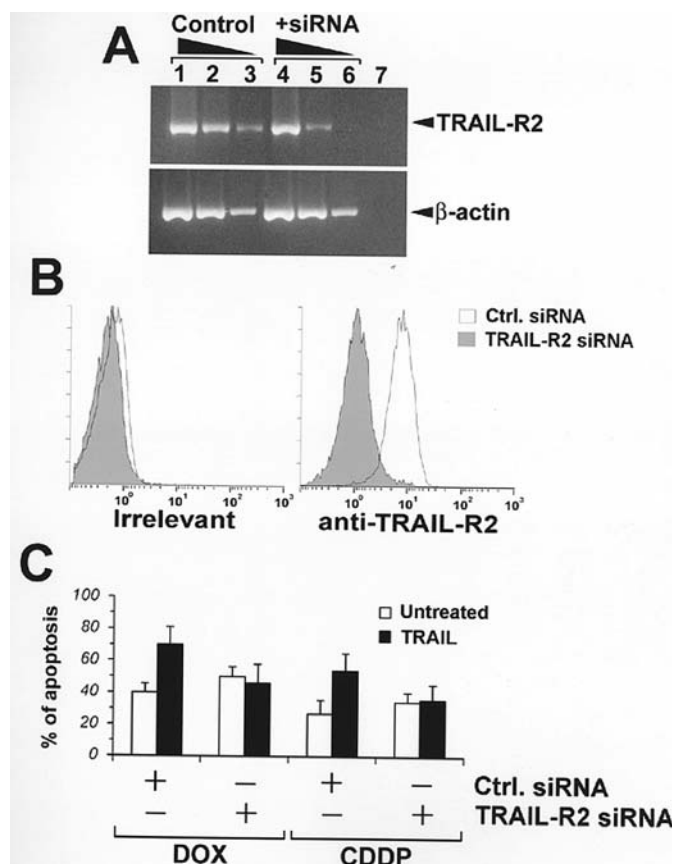 A
Control +siRNA
1 2 3 4 5 6 7
TRAIL-R2
β-actin
B
Ctrl. siRNA
TRAIL-R2 siRNA
10⁰ 10¹ 10² 10³
10⁰ 10¹ 10² 10³
Irrelevant anti-TRAIL-R2
C
100
80
60
40
20
0
% of apoptosis
Untreated
TRAIL
+ − + − Ctrl. siRNA
− + − + TRAIL-R2 siRNA
DOX CDDP